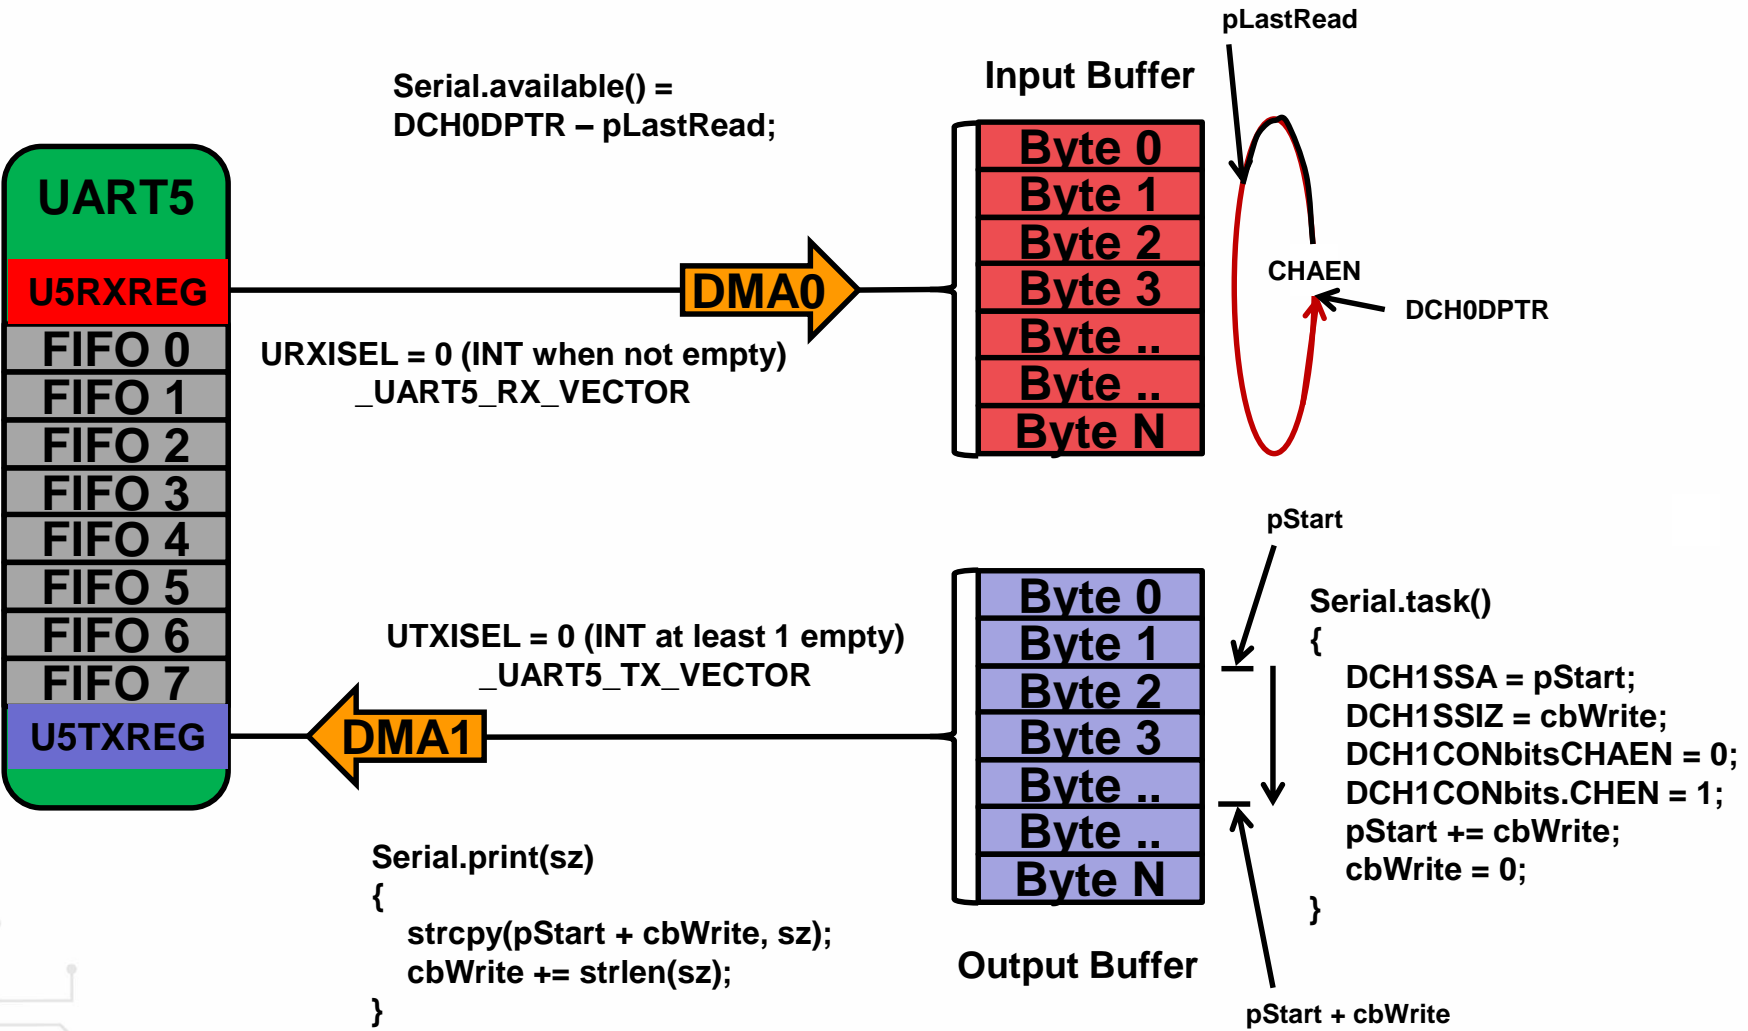 pLastRead
Serial.available() =
DCH0DPTR – pLastRead;
Input Buffer
UART5
U5RXREG
FIFO 0
FIFO 1
FIFO 2
FIFO 3
FIFO 4
FIFO 5
FIFO 6
FIFO 7
U5TXREG
DMA0
URXISEL = 0 (INT when not empty)
_UART5_RX_VECTOR
Byte 0
Byte 1
Byte 2
Byte 3
Byte ..
Byte ..
Byte N
CHAEN
DCH0DPTR
UTXISEL = 0 (INT at least 1 empty)
_UART5_TX_VECTOR
DMA1
Byte 0
Byte 1
Byte 2
Byte 3
Byte ..
Byte ..
Byte N
Output Buffer
pStart
pStart + cbWrite
Serial.task()
{
DCH1SSA = pStart;
DCH1SSIZ = cbWrite;
DCH1CONbitsCHAEN = 0;
DCH1CONbits.CHEN = 1;
pStart += cbWrite;
cbWrite = 0;
}
Serial.print(sz)
{
strcpy(pStart + cbWrite, sz);
cbWrite += strlen(sz);
}